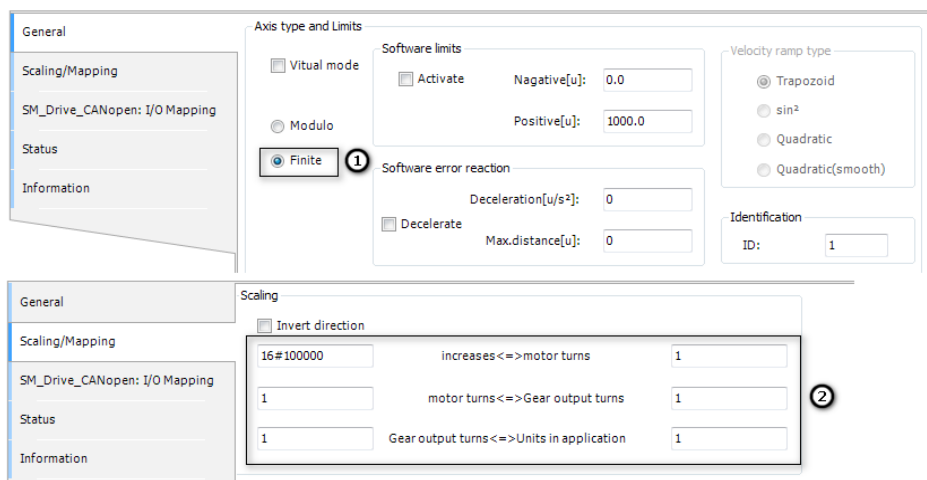 General
Scaling/Mapping
SM_Drive_CANopen: I/O Mapping
Status
Information
Axis type and Limits
Vitual mode
Modulo
Finite
1
Software limits
Activate
Nagative[u]: 0.0
Positive[u]: 1000.0
Software error reaction
Deceleration[u/s²]: 0
Decelerate
Max.distance[u]: 0
Velocity ramp type
Trapozoid
sin²
Quadratic
Quadratic(smooth)
Identification
ID: 1
General
Scaling/Mapping
SM_Drive_CANopen: I/O Mapping
Status
Information
Scaling
Invert direction
16#100000 increases<=>motor turns 1
1 motor turns<=>Gear output turns 1
1 Gear output turns<=>Units in application 1
2